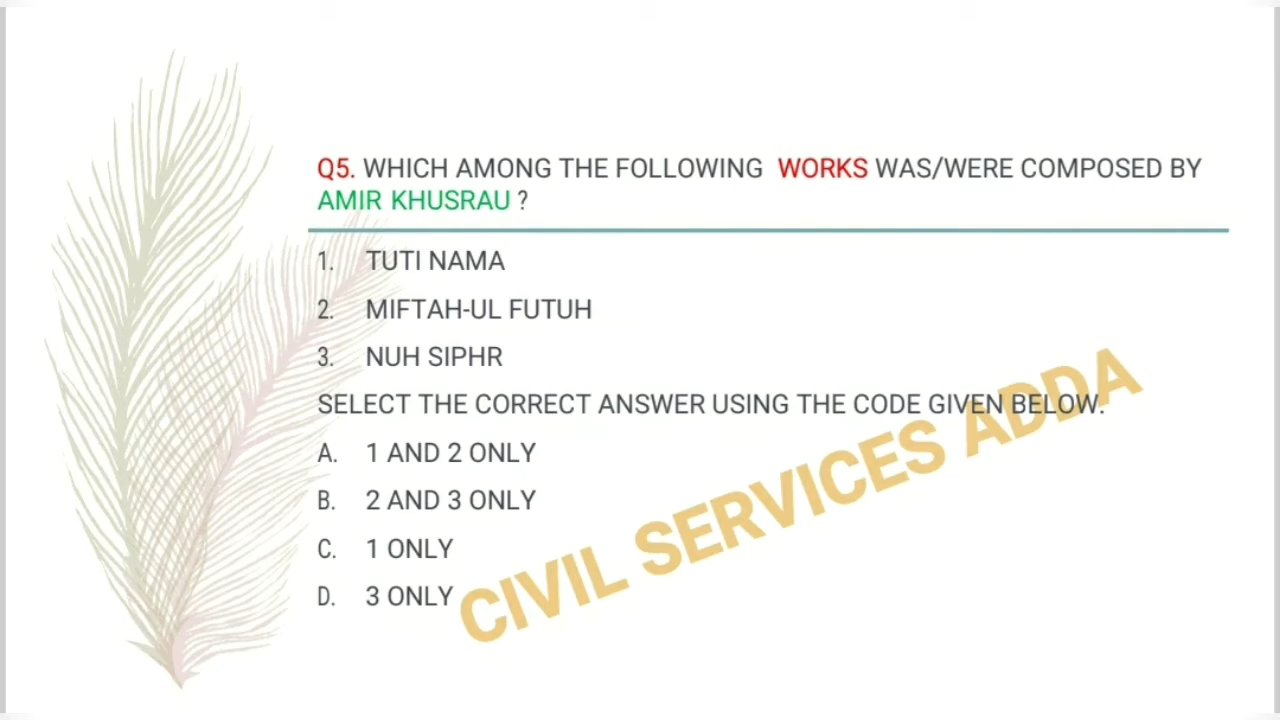 Q5. WHICH AMONG THE FOLLOWING WORKS WAS/WERE COMPOSED BY
AMIR KHUSRAU ?
1. TUTI NAMA
2. MIFTAH-UL FUTUH
3. NUH SIPHR
SELECT THE CORRECT ANSWER USING THE CODE GIVEN BELOW.
A. 1 AND 2 ONLY
B. 2 AND 3 ONLY
C. 1 ONLY
D. 3 ONLY
CIVIL SERVICES ADDA